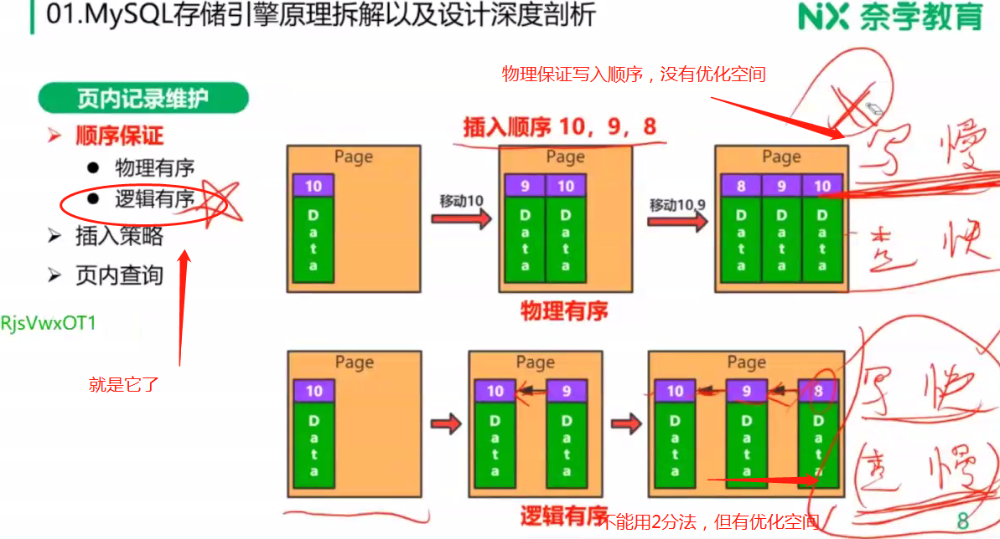 01.MySQL存储引擎原理拆解以及设计深度剖析
NX 奈学教育
物理保证写入顺序，没有优化空间
页内记录维护
顺序保证
物理有序
逻辑有序
插入策略
页内查询
RjsVwxOT1
就是它了
插入顺序 10，9，8
Page
10
Data
移动10
Page
9 10
Data Data
移动10,9
Page
8 9 10
Data Data Data
物理有序
写 慢
查 快
Page
10
Data
Page
10 9
Data Data
Page
10 9 8
Data Data Data
逻辑有序
不能用2分法，但有优化空间
写 快
查 慢
8